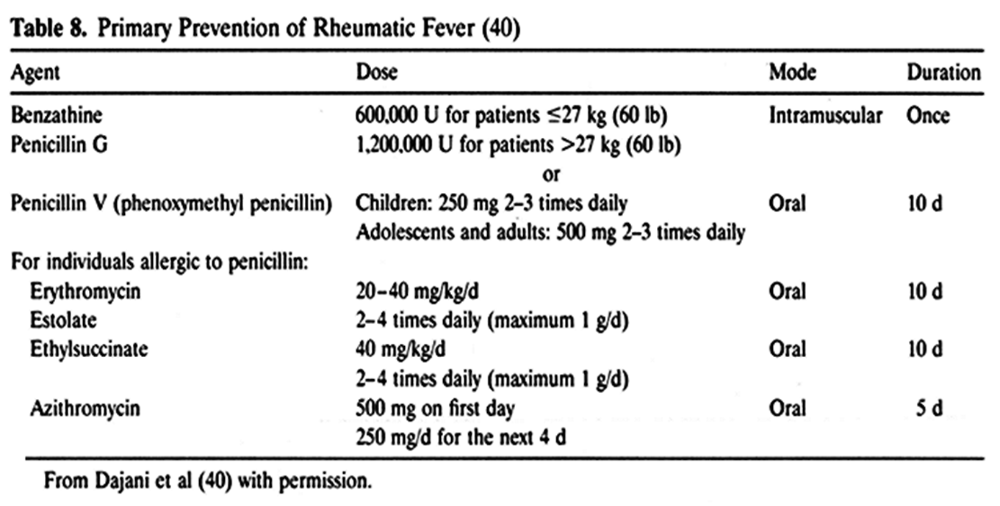 Table 8. Primary Prevention of Rheumatic Fever (40)
Agent Dose Mode Duration
Benzathine 600,000 U for patients ≤27 kg (60 lb) Intramuscular Once
Penicillin G 1,200,000 U for patients >27 kg (60 lb)
or
Penicillin V (phenoxymethyl penicillin) Children: 250 mg 2–3 times daily Oral 10 d
Adolescents and adults: 500 mg 2–3 times daily
For individuals allergic to penicillin:
Erythromycin 20–40 mg/kg/d Oral 10 d
Estolate 2–4 times daily (maximum 1 g/d)
Ethylsuccinate 40 mg/kg/d Oral 10 d
2–4 times daily (maximum 1 g/d)
Azithromycin 500 mg on first day Oral 5 d
250 mg/d for the next 4 d
From Dajani et al (40) with permission.